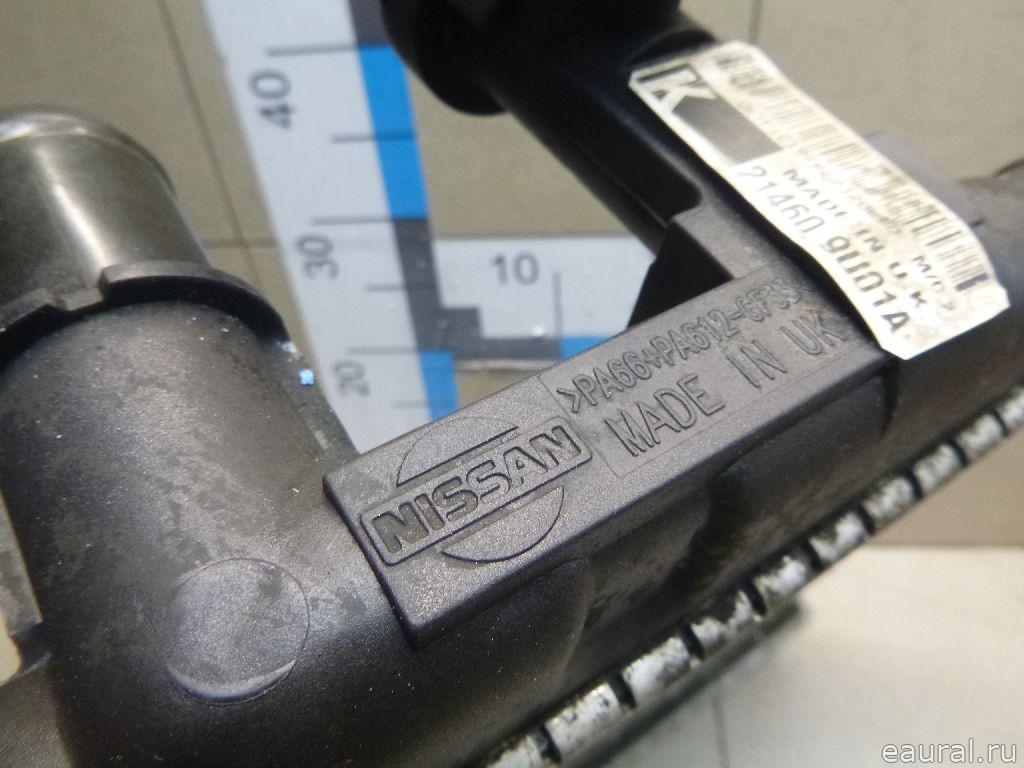 40
30
20
10
K
MADE IN U.K
21460 9U01A
>PA66+PA612-GF33
MADE IN UK
NISSAN
eaural.ru